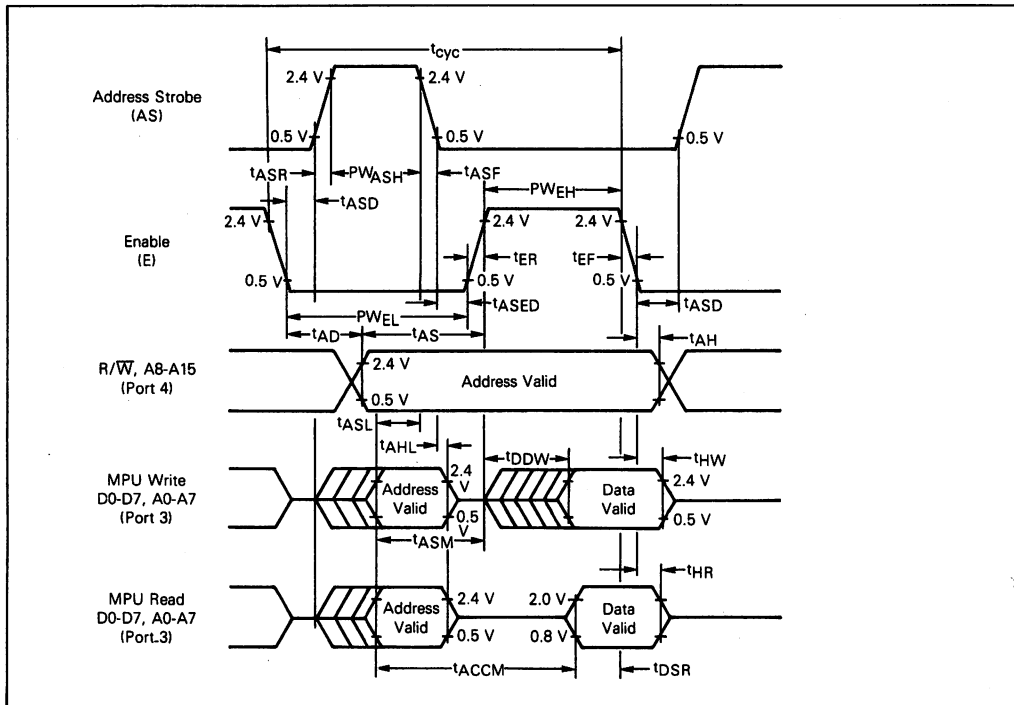 tcyc
2.4 V
2.4 V
Address Strobe
(AS)
0.5 V
0.5 V
tASR
PWASH
tASF
PWEH
tASD
2.4 V
2.4 V
2.4 V
Enable
(E)
tER
tEF
0.5 V
0.5 V
0.5 V
tASED
tASD
PWEL
tAD
tAS
tAH
R/W, A8-A15
(Port 4)
2.4 V
Address Valid
0.5 V
tASL
tAHL
tDDW
tHW
MPU Write
D0-D7, A0-A7
(Port 3)
Address
Valid
2.4
V
0.5
V
Data
Valid
2.4 V
0.5 V
tASM
tHR
MPU Read
D0-D7, A0-A7
(Port 3)
Address
Valid
2.4 V
0.5 V
2.0 V
0.8 V
Data
Valid
tACCM
tDSR